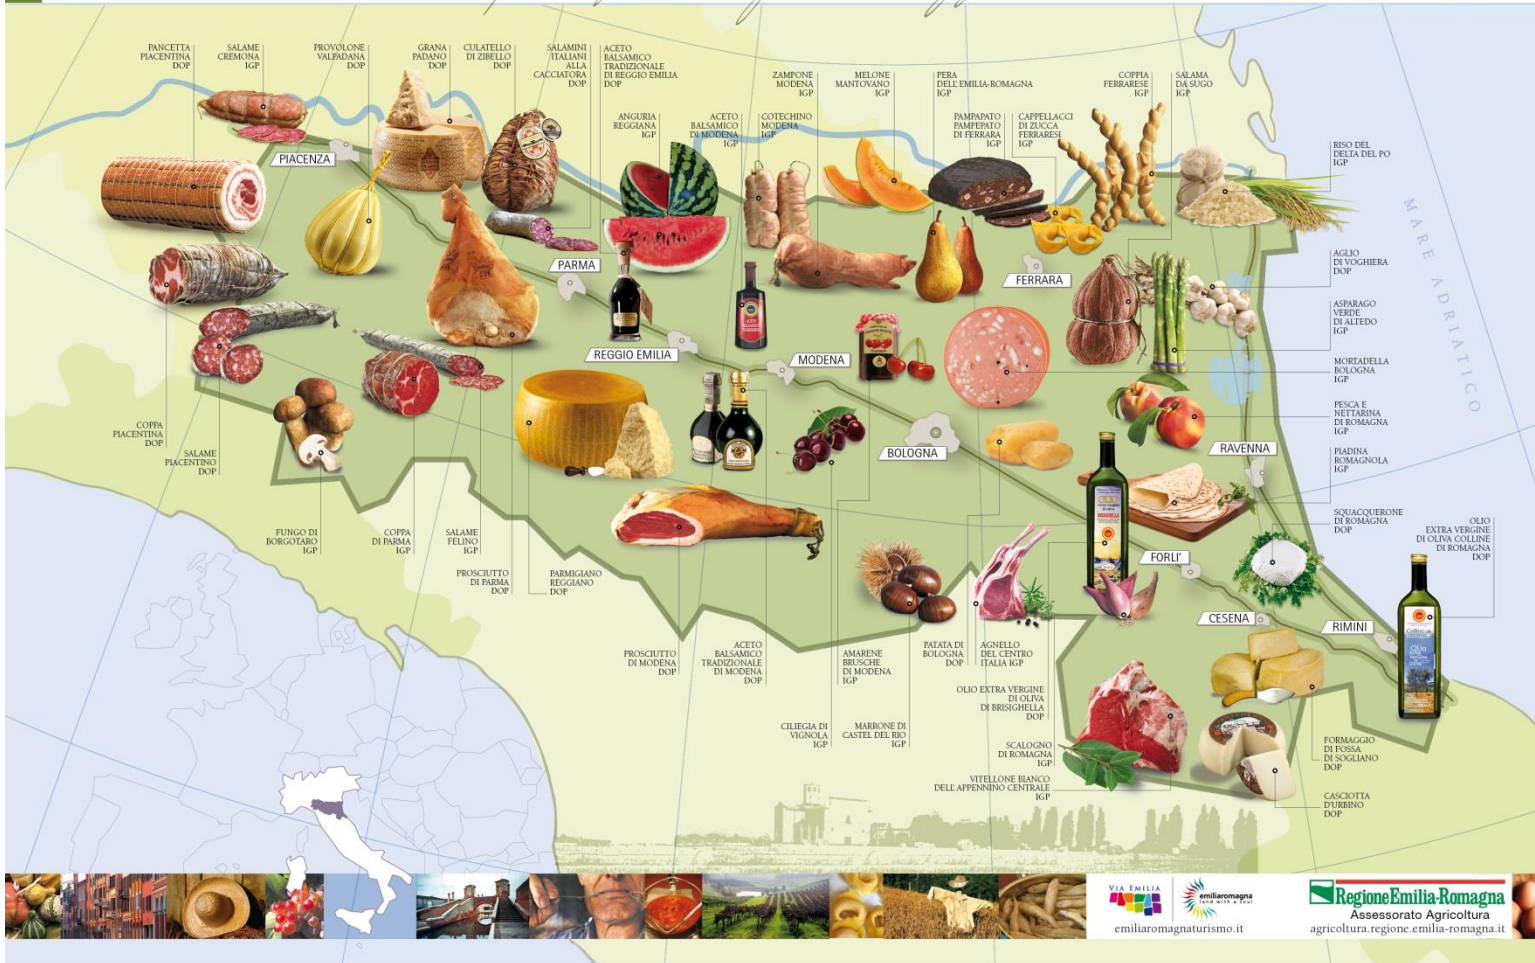 PANCETTA
PIACENTINA
DOP
SALAME
CREMONA
IGP
PROVOLONE
VALPADANA
DOP
GRANA
PADANO
DOP
CULATELLO
DI ZIBELLO
DOP
SALAMINI
ITALIANI
ALLA
CACCIATORA
DOP
ACETO
BALSAMICO
TRADIZIONALE
DI REGGIO EMILIA
DOP
ANGURIA
REGGIANA
IGP
ACETO
BALSAMICO
DI MODENA
IGP
ZAMPONE
MODENA
IGP
COTECHINO
MODENA
IGP
MELONE
MANTOVANO
IGP
PERA
DELL'EMILIA-ROMAGNA
IGP
PAMPAPATO
PAMPEPATO
DI FERRARA
IGP
CAPPELLACCI
DI ZUCCA
FERRARESI
IGP
COPPIA
FERRARESE
IGP
SALAMA
DA SUGO
IGP
RISO DEL
DELTA DEL PO
IGP
AGLIO
DI VOGHIERA
DOP
ASPARAGO
VERDE
DI ALTEDO
IGP
MORTADELLA
BOLOGNA
IGP
PESCA E
NETTARINA
DI ROMAGNA
IGP
PIADINA
ROMAGNOLA
IGP
SQUACQUERONE
DI ROMAGNA
DOP
OLIO
EXTRA VERGINE
DI OLIVA COLLINE
DI ROMAGNA
DOP
MARE ADRIATICO
PIACENZA
PARMA
REGGIO EMILIA
MODENA
FERRARA
BOLOGNA
RAVENNA
FORLI'
CESENA
RIMINI
COPPA
PIACENTINA
DOP
SALAME
PIACENTINO
DOP
FUNGO DI
BORGOTARO
IGP
COPPA
DI PARMA
IGP
SALAME
FELINO
IGP
PROSCIUTTO
DI PARMA
DOP
PARMIGIANO
REGGIANO
DOP
PROSCIUTTO
DI MODENA
DOP
ACETO
BALSAMICO
TRADIZIONALE
DI MODENA
DOP
CILIEGIA DI
VIGNOLA
IGP
AMARENE
BRUSCHE
DI MODENA
IGP
MARRONE DI
CASTEL DEL RIO
IGP
PATATA DI
BOLOGNA
DOP
AGNELLO
DEL CENTRO
ITALIA IGP
OLIO EXTRA VERGINE
DI OLIVA
DI BRISIGHELLA
DOP
SCALOGNO
DI ROMAGNA
IGP
VITELLONE BIANCO
DELL'APPENNINO CENTRALE
IGP
FORMAGGIO
DI FOSSA
DI SOGLIANO
DOP
CASCIOTTA
D'URBINO
DOP
VIA EMILIA
emiliaromagna
land with a soul
emiliaromagnaturismo.it
RegioneEmilia-Romagna
Assessorato Agricoltura
agricoltura.regione.emilia-romagna.it